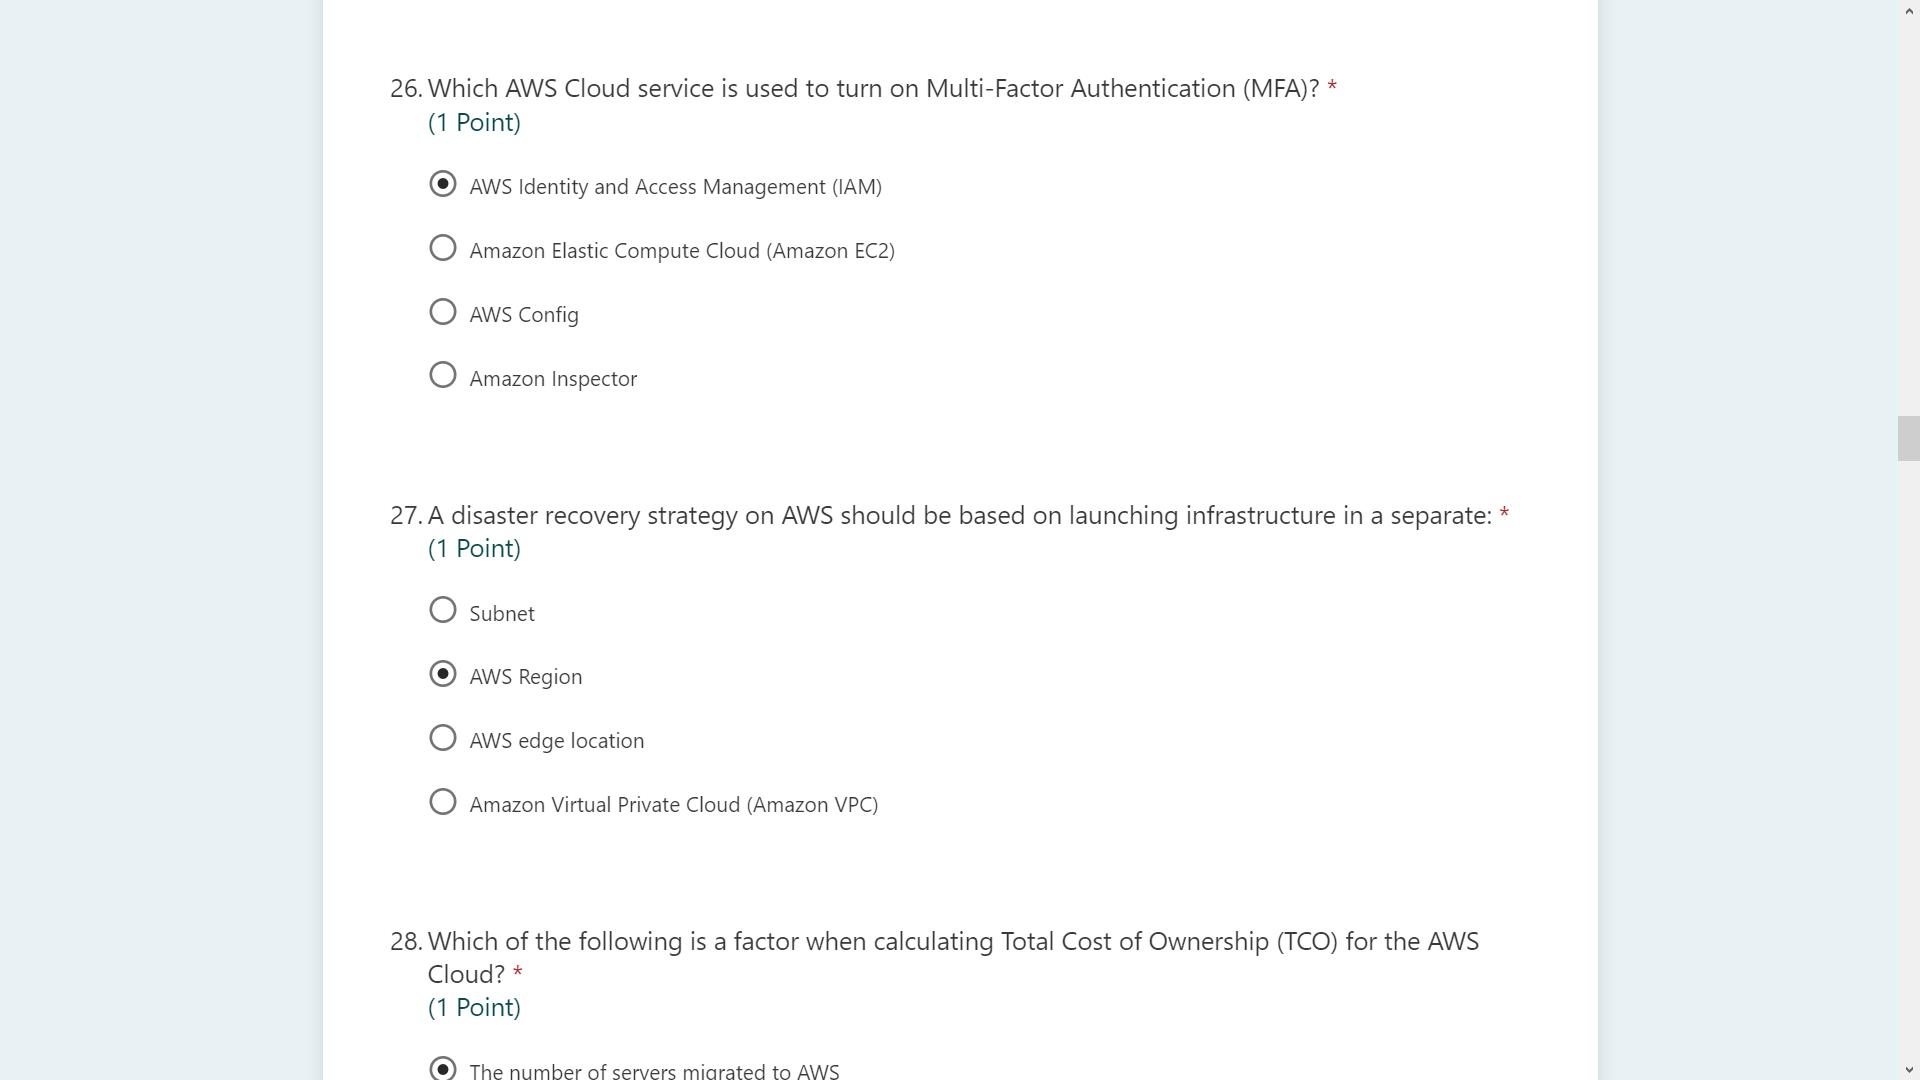 26. Which AWS Cloud service is used to turn on Multi-Factor Authentication (MFA)? *
(1 Point)
AWS Identity and Access Management (IAM)
Amazon Elastic Compute Cloud (Amazon EC2)
AWS Config
Amazon Inspector
27. A disaster recovery strategy on AWS should be based on launching infrastructure in a separate: *
(1 Point)
Subnet
AWS Region
AWS edge location
Amazon Virtual Private Cloud (Amazon VPC)
28. Which of the following is a factor when calculating Total Cost of Ownership (TCO) for the AWS
Cloud? *
(1 Point)
The number of servers migrated to AWS